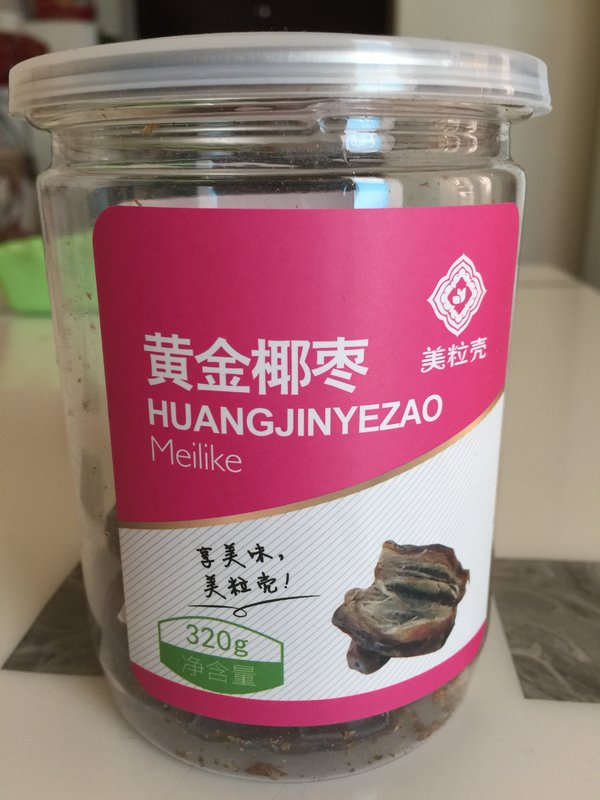 美粒壳
黄金椰枣
HUANGJINYEZAO
Meilike
享美味,
美粒壳!
320g
净含量